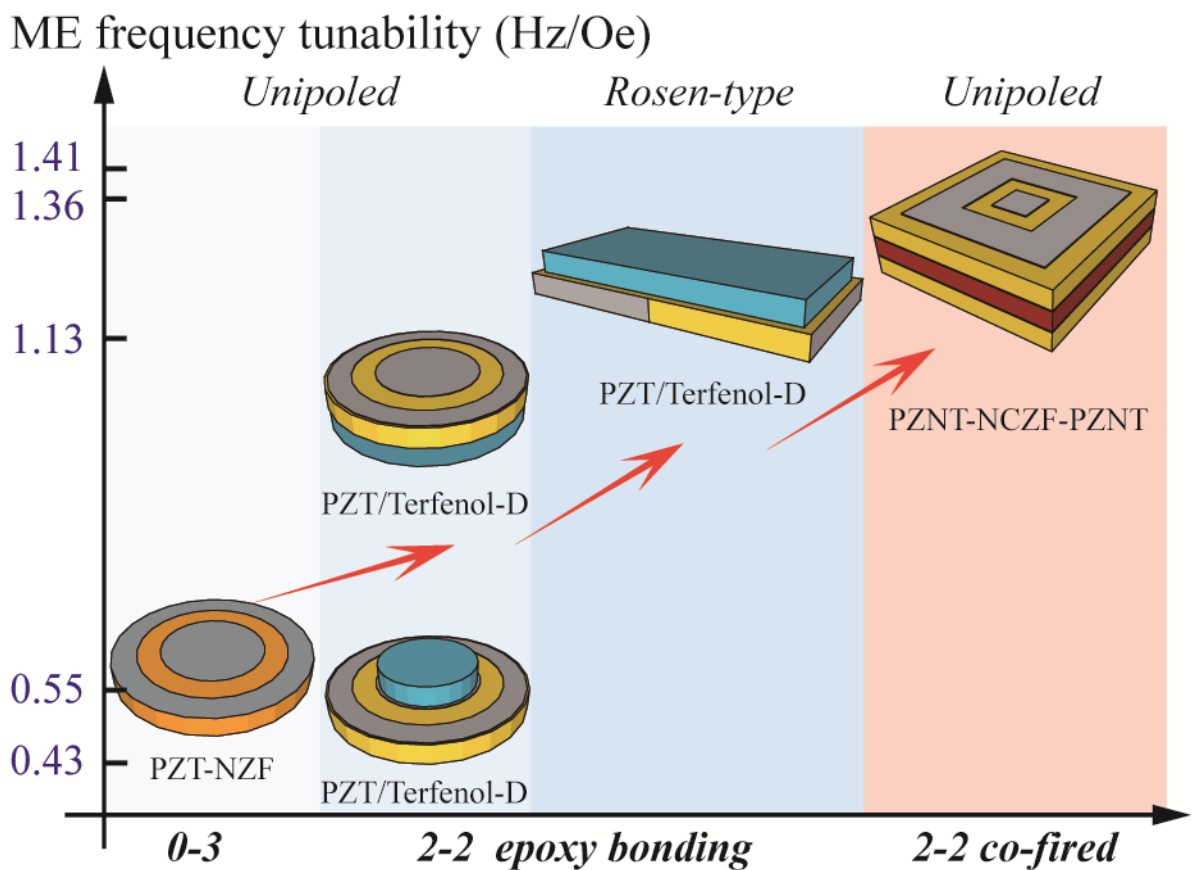 ME frequency tunability (Hz/Oe)
Unipoled Rosen-type Unipoled
1.41
1.36
1.13
PZT/Terfenol-D
PZNT-NCZF-PZNT
PZT/Terfenol-D
0.55
PZT-NZF
0.43
PZT/Terfenol-D
0-3 2-2 epoxy bonding 2-2 co-fired